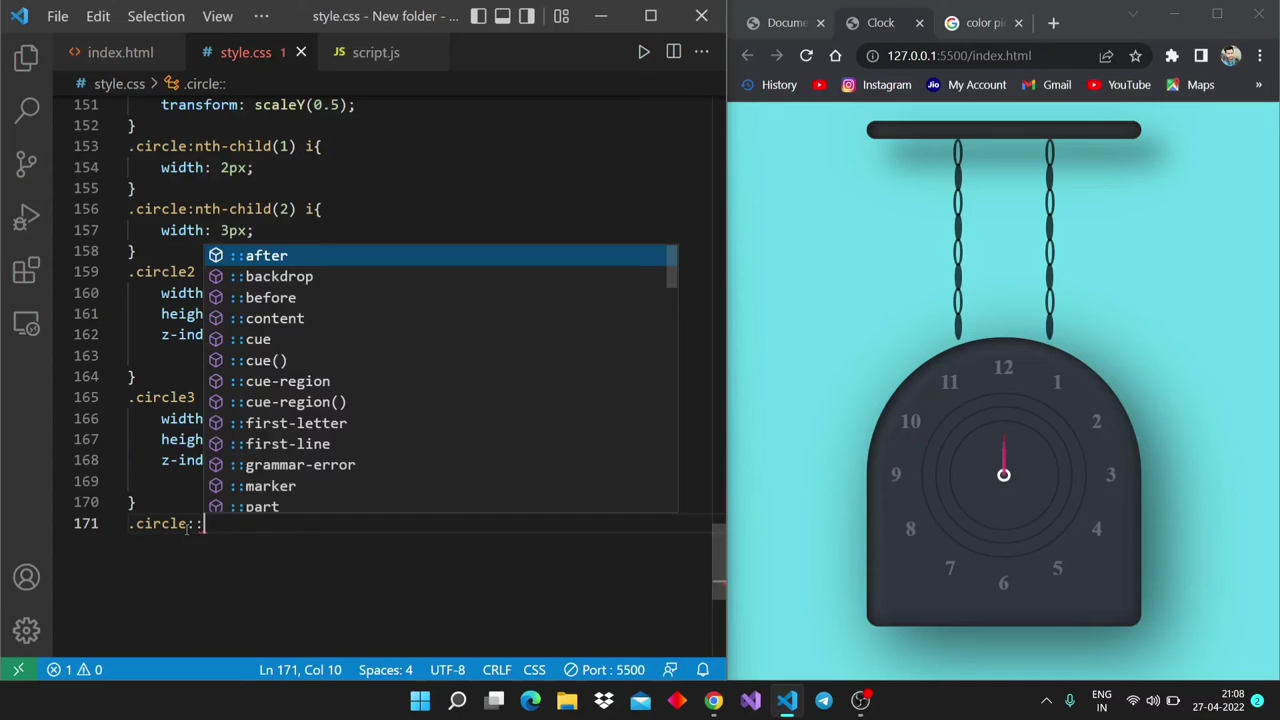 File Edit Selection View ··· style.css - New folder - ...
index.html # style.css 1 JS script.js
# style.css > .circle::
151 transform: scaleY(0.5);
152 }
153 .circle:nth-child(1) i{
154 width: 2px;
155 }
156 .circle:nth-child(2) i{
157 width: 3px;
158 }
159 .circle2
160 width
161 heigh
162 z-ind
163
164 }
165 .circle3
166 width
167 heigh
168 z-ind
169
170 }
171 .circle::
::after
::backdrop
::before
::content
::cue
::cue()
::cue-region
::cue-region()
::first-letter
::first-line
::grammar-error
::marker
::part
1 0 Ln 171, Col 10 Spaces: 4 UTF-8 CRLF CSS Port : 5500
Docume Clock color pic
127.0.0.1:5500/index.html
History Instagram Jio My Account Gmail YouTube Maps »
12
11 1
10 2
9 3
8 4
7 5
6
ENG
IN
21:08
27-04-2022
2